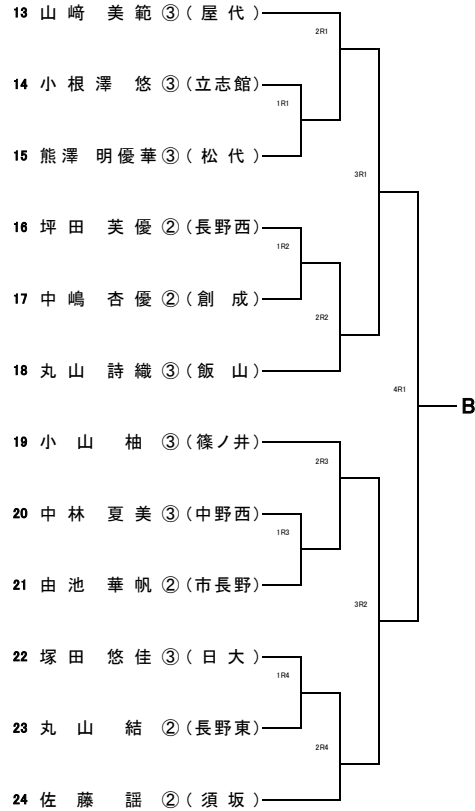 13 山﨑 美範 ③ (屋代)
2R1
14 小根澤 悠 ③ (立志館)
1R1
15 熊澤 明優華 ③ (松代)
3R1
16 坪田 芙優 ② (長野西)
1R2
17 中嶋 杏優 ② (創成)
2R2
18 丸山 詩織 ③ (飯山)
4R1
B
19 小山 柚 ③ (篠ノ井)
2R3
20 中林 夏美 ③ (中野西)
1R3
21 由池 華帆 ② (市長野)
3R2
22 塚田 悠佳 ③ (日大)
1R4
23 丸山 結 ② (長野東)
2R4
24 佐藤 謡 ② (須坂)